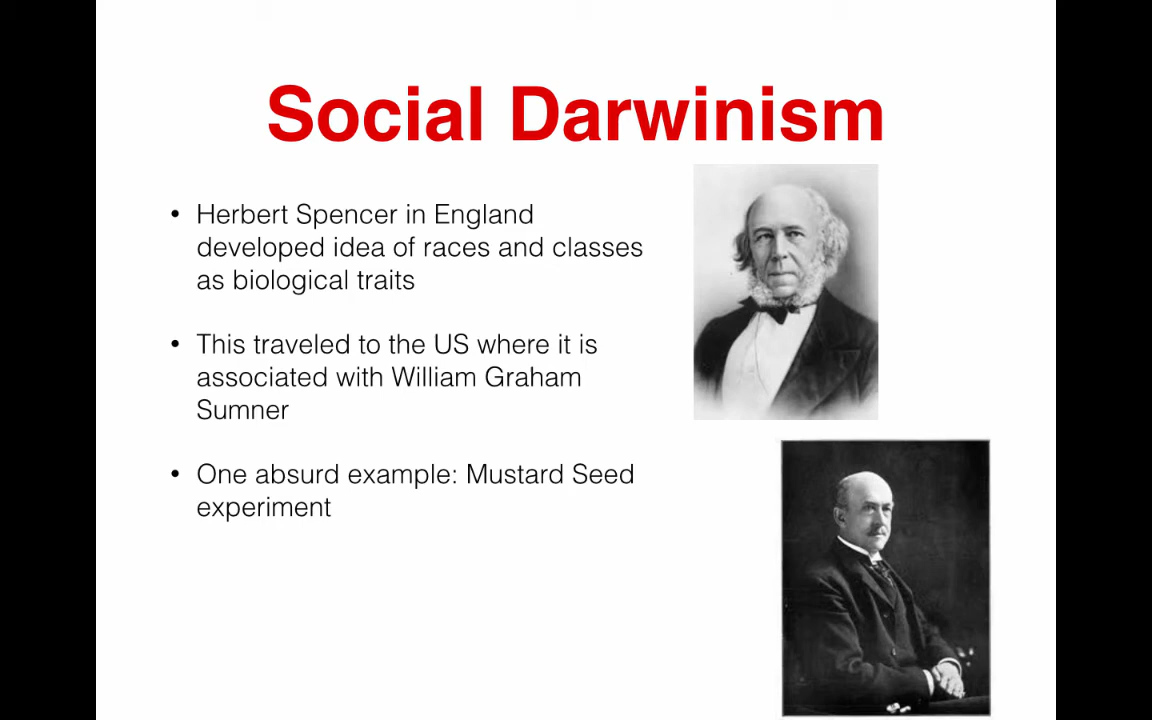 Social Darwinism
• Herbert Spencer in England
developed idea of races and classes
as biological traits
• This traveled to the US where it is
associated with William Graham
Sumner
• One absurd example: Mustard Seed
experiment